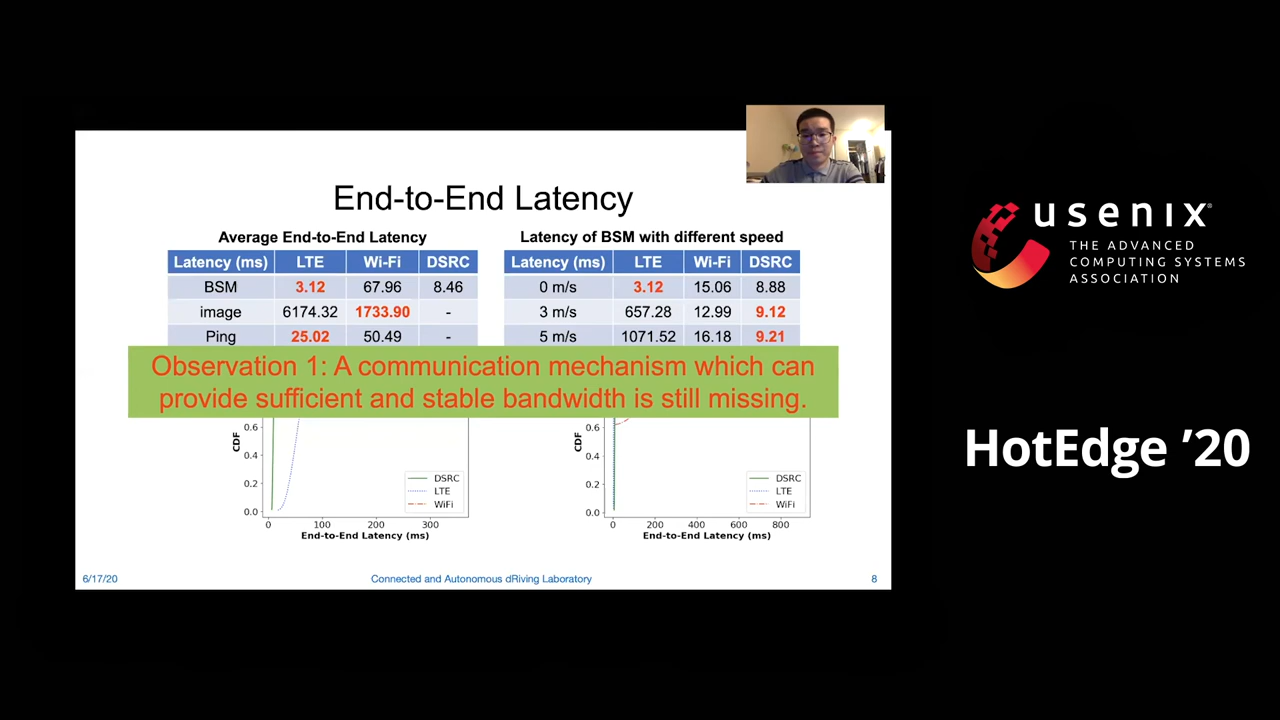 End-to-End Latency
Average End-to-End Latency
Latency (ms) LTE Wi-Fi DSRC
BSM 3.12 67.96 8.46
image 6174.32 1733.90 -
Ping 25.02 50.49 -
Latency of BSM with different speed
Latency (ms) LTE Wi-Fi DSRC
0 m/s 3.12 15.06 8.88
3 m/s 657.28 12.99 9.12
5 m/s 1071.52 16.18 9.21
Observation 1: A communication mechanism which can
provide sufficient and stable bandwidth is still missing.
0.6
CDF
0.4
0.2
0.0
DSRC
LTE
WiFi
0 100 200 300
End-to-End Latency (ms)
0.6
CDF
0.4
0.2
0.0
DSRC
LTE
WiFi
0 200 400 600 800
End-to-End Latency (ms)
6/17/20
Connected and Autonomous dRiving Laboratory
8
usenix®
THE ADVANCED
COMPUTING SYSTEMS
ASSOCIATION
HotEdge ’20